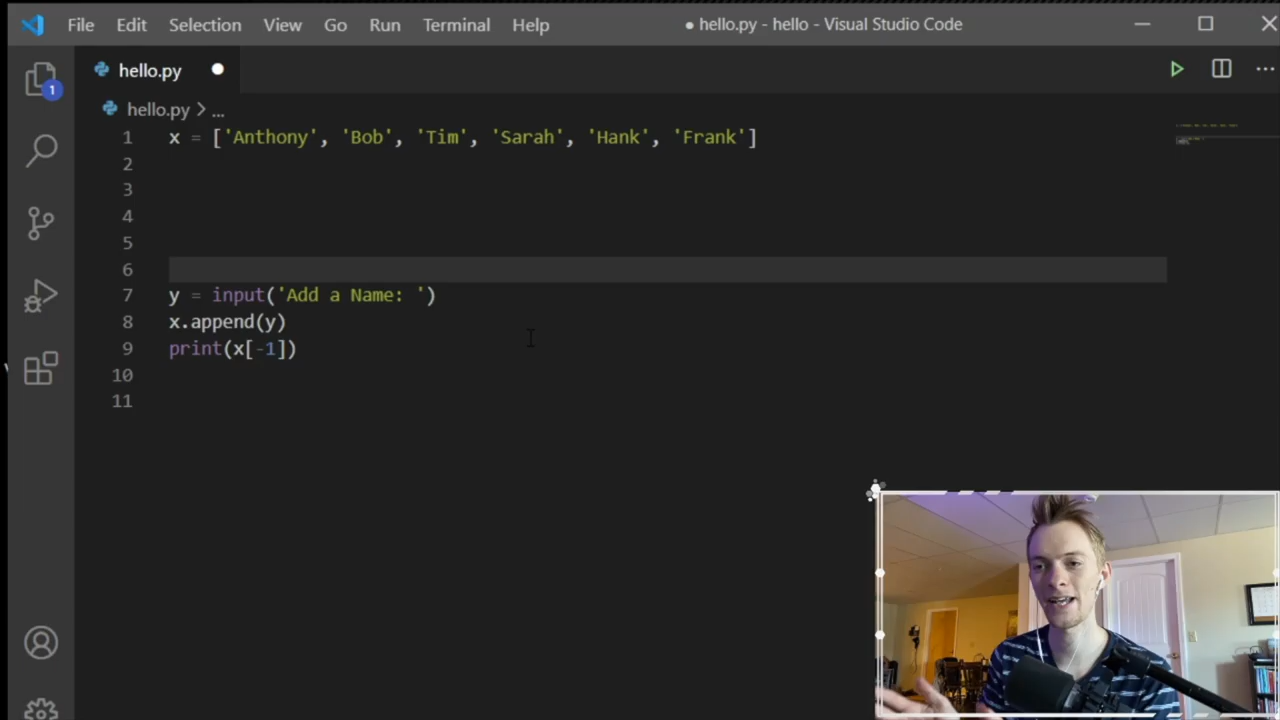 File Edit Selection View Go Run Terminal Help ● hello.py - hello - Visual Studio Code
hello.py
1
hello.py > ...
1 x = ['Anthony', 'Bob', 'Tim', 'Sarah', 'Hank', 'Frank']
2
3
4
5
6
7 y = input('Add a Name: ')
8 x.append(y)
9 print(x[-1])
10
11